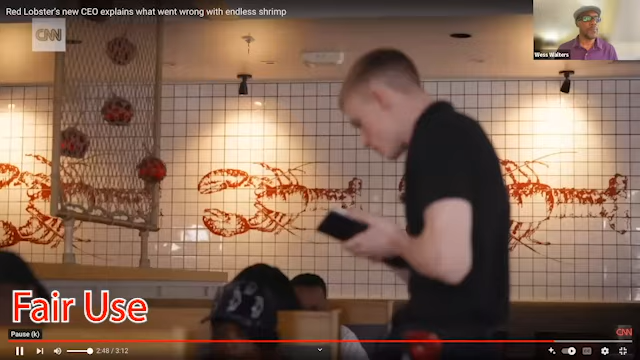 Red Lobster's new CEO explains what went wrong with endless shrimp
CNN
Wess Walters
Fair Use
Pause (k)
CNN
2:48 / 3:12